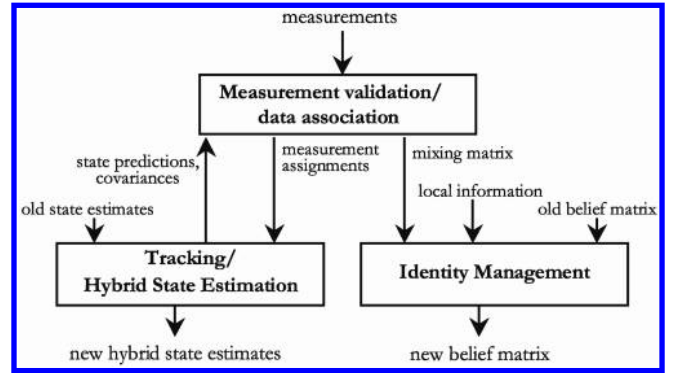 measurements
Measurement validation/
data association
state predictions,
covariances
measurement
assignments
mixing matrix
local information
old state estimates
old belief matrix
Tracking/
Hybrid State Estimation
Identity Management
new hybrid state estimates
new belief matrix